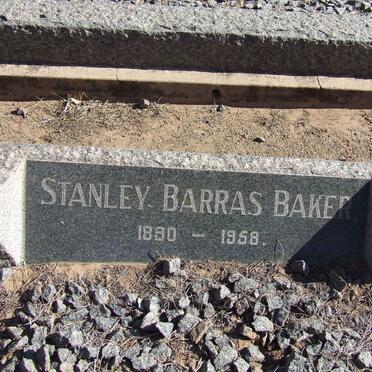 STANLEY. BARRAS BAKER
1890 – 1958.